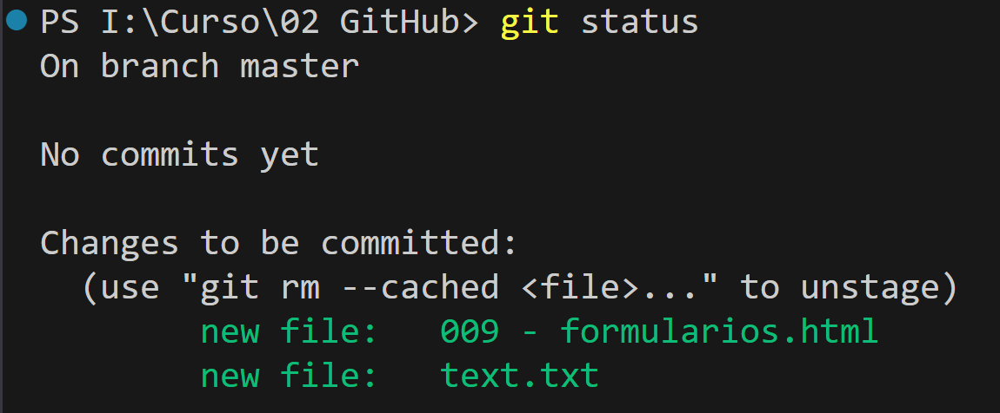 PS I:\Curso\02 GitHub> git status
On branch master
No commits yet
Changes to be committed:
(use "git rm --cached <file>..." to unstage)
new file:   009 - formularios.html
new file:   text.txt